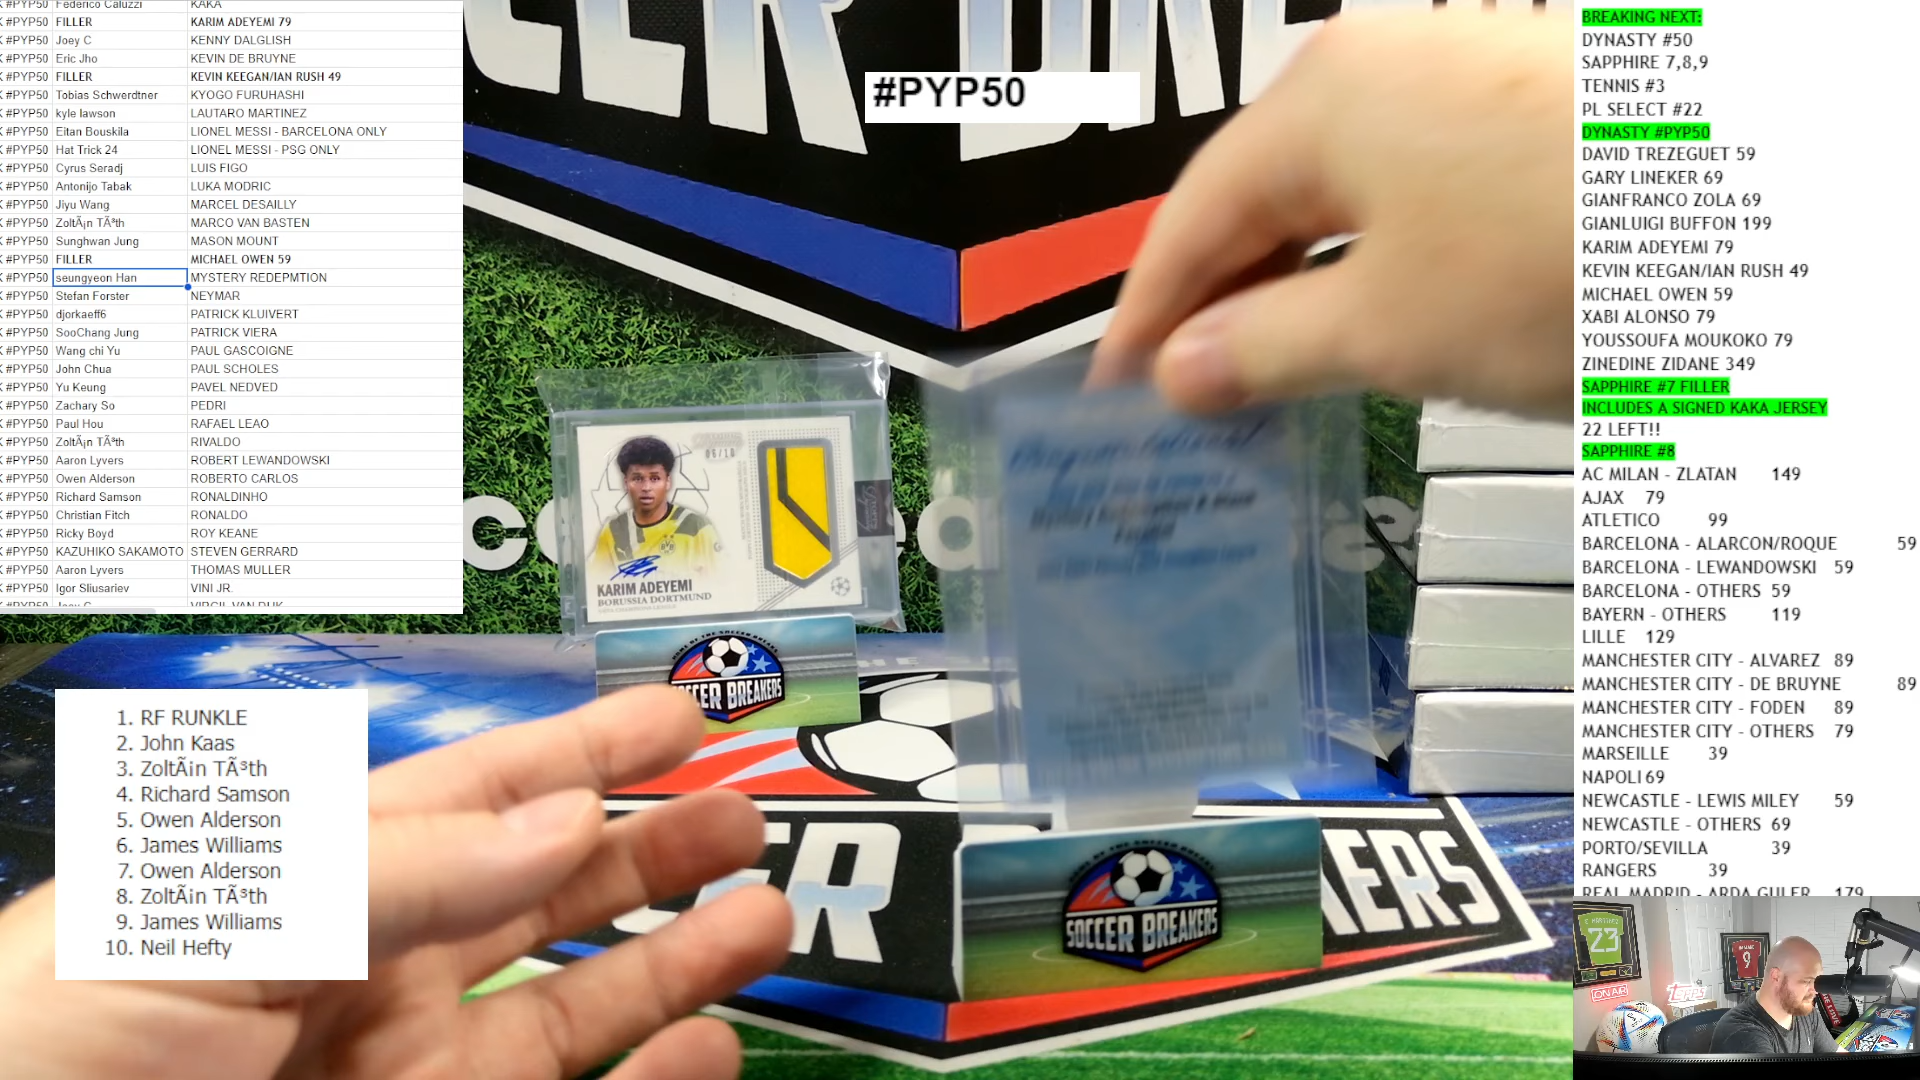 #PYP50 Federico Caluzzi KAKA
#PYP50 FILLER KARIM ADEYEMI 79
K #PYP50 Joey C KENNY DALGLISH
K #PYP50 Eric Jho KEVIN DE BRUYNE
K #PYP50 FILLER KEVIN KEEGAN/IAN RUSH 49
K #PYP50 Tobias Schwerdtner KYOGO FURUHASHI
K #PYP50 kyle lawson LAUTARO MARTINEZ
K #PYP50 Eitan Bouskila LIONEL MESSI - BARCELONA ONLY
K #PYP50 Hat Trick 24 LIONEL MESSI - PSG ONLY
K #PYP50 Cyrus Seradj LUIS FIGO
K #PYP50 Antonijo Tabak LUKA MODRIC
K #PYP50 Jiyu Wang MARCEL DESAILLY
K #PYP50 ZoltÃ¡n TÃ³th MARCO VAN BASTEN
K #PYP50 Sunghwan Jung MASON MOUNT
K #PYP50 FILLER MICHAEL OWEN 59
K #PYP50 seungyeon Han MYSTERY REDEPMTION
K #PYP50 Stefan Forster NEYMAR
K #PYP50 djorkaeff6 PATRICK KLUIVERT
K #PYP50 SooChang Jung PATRICK VIERA
K #PYP50 Wang chi Yu PAUL GASCOIGNE
K #PYP50 John Chua PAUL SCHOLES
K #PYP50 Yu Keung PAVEL NEDVED
K #PYP50 Zachary So PEDRI
K #PYP50 Paul Hou RAFAEL LEAO
K #PYP50 ZoltÃ¡n TÃ³th RIVALDO
K #PYP50 Aaron Lyvers ROBERT LEWANDOWSKI
K #PYP50 Owen Alderson ROBERTO CARLOS
K #PYP50 Richard Samson RONALDINHO
K #PYP50 Christian Fitch RONALDO
K #PYP50 Ricky Boyd ROY KEANE
K #PYP50 KAZUHIKO SAKAMOTO STEVEN GERRARD
K #PYP50 Aaron Lyvers THOMAS MULLER
K #PYP50 Igor Sliusariev VINI JR.
#PYP50
BREAKING NEXT:
DYNASTY #50
SAPPHIRE 7,8,9
TENNIS #3
PL SELECT #22
DYNASTY #PYP50
DAVID TREZEGUET 59
GARY LINEKER 69
GIANFRANCO ZOLA 69
GIANLUIGI BUFFON 199
KARIM ADEYEMI 79
KEVIN KEEGAN/IAN RUSH 49
MICHAEL OWEN 59
XABI ALONSO 79
YOUSSOUFA MOUKOKO 79
ZINEDINE ZIDANE 349
SAPPHIRE #7 FILLER
INCLUDES A SIGNED KAKA JERSEY
22 LEFT!!
SAPPHIRE #8
AC MILAN - ZLATAN 149
AJAX 79
ATLETICO 99
BARCELONA - ALARCON/ROQUE 59
BARCELONA - LEWANDOWSKI 59
BARCELONA - OTHERS 59
BAYERN - OTHERS 119
LILLE 129
MANCHESTER CITY - ALVAREZ 89
MANCHESTER CITY - DE BRUYNE 89
MANCHESTER CITY - FODEN 89
MANCHESTER CITY - OTHERS 79
MARSEILLE 39
NAPOLI 69
NEWCASTLE - LEWIS MILEY 59
NEWCASTLE - OTHERS 69
PORTO/SEVILLA 39
RANGERS 39
REAL MADRID - ARDA GULER 179
KARIM ADEYEMI
BORUSSIA DORTMUND
SOCCER BREAKERS
SOCCER BREAKERS
1. RF RUNKLE
2. John Kaas
3. ZoltÃ¡n TÃ³th
4. Richard Samson
5. Owen Alderson
6. James Williams
7. Owen Alderson
8. ZoltÃ¡n TÃ³th
9. James Williams
10. Neil Hefty
23
9
ON AIR
Topps